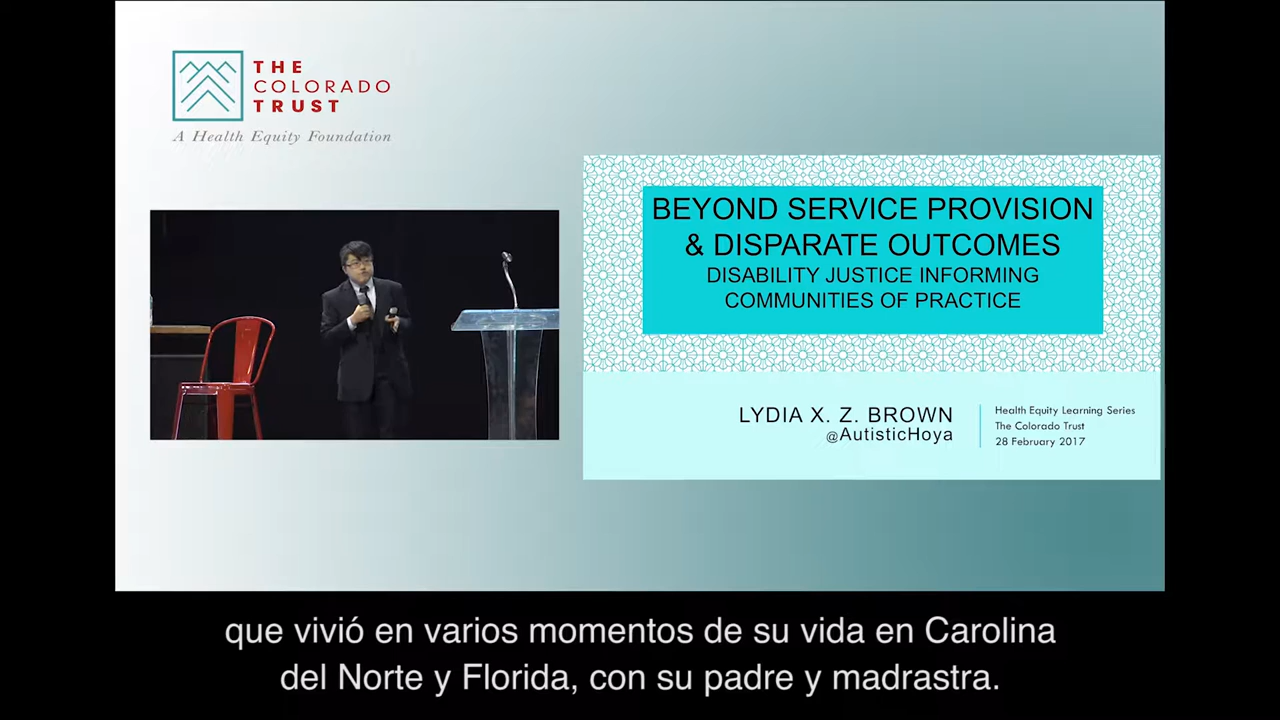 THE
COLORADO
TRUST
A Health Equity Foundation
BEYOND SERVICE PROVISION
& DISPARATE OUTCOMES
DISABILITY JUSTICE INFORMING
COMMUNITIES OF PRACTICE
LYDIA X. Z. BROWN
@AutisticHoya
Health Equity Learning Series
The Colorado Trust
28 February 2017
que vivió en varios momentos de su vida en Carolina
del Norte y Florida, con su padre y madrastra.